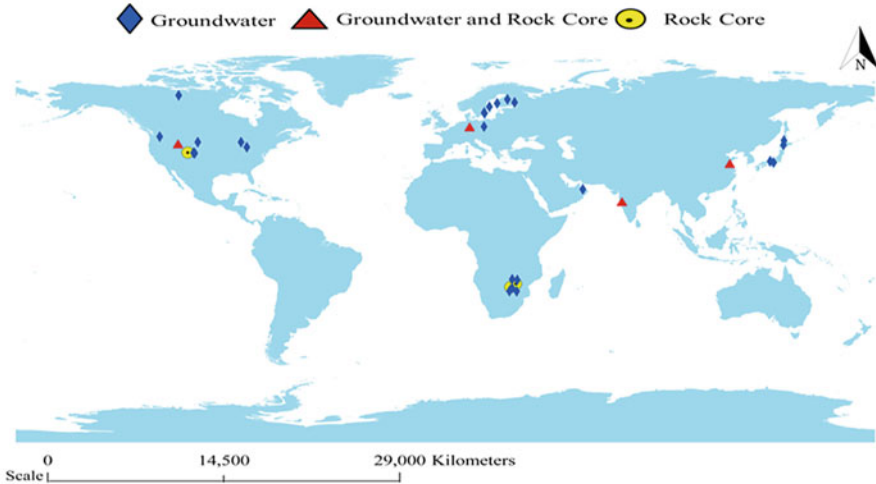 Groundwater Groundwater and Rock Core Rock Core
N
0 14,500 29,000 Kilometers
Scale